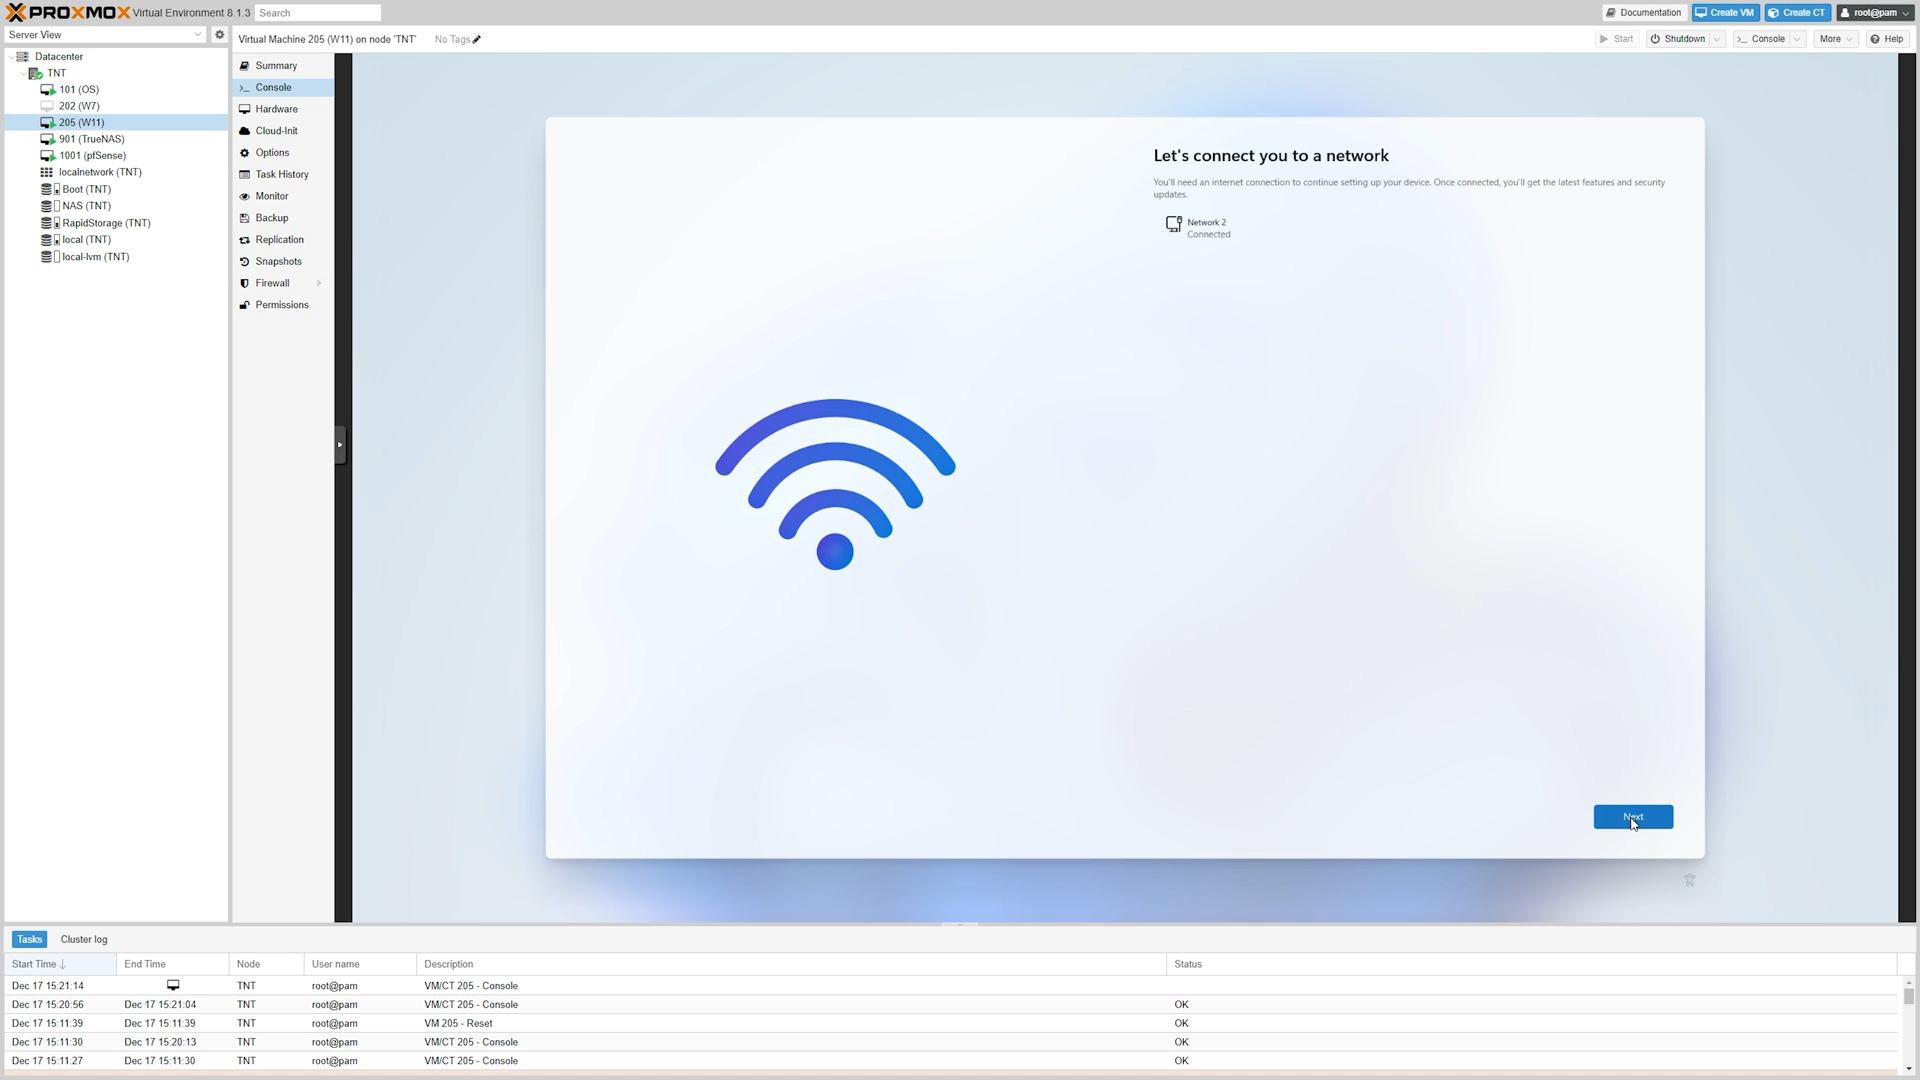 PROXMOX Virtual Environment 8.1.3
Search
Documentation
Create VM
Create CT
root@pam
Server View
Virtual Machine 205 (W11) on node 'TNT'
No Tags
Start
Shutdown
Console
More
Help
Datacenter
TNT
101 (OS)
202 (W7)
205 (W11)
901 (TrueNAS)
1001 (pfSense)
localnetwork (TNT)
Boot (TNT)
NAS (TNT)
RapidStorage (TNT)
local (TNT)
local-lvm (TNT)
Summary
Console
Hardware
Cloud-Init
Options
Task History
Monitor
Backup
Replication
Snapshots
Firewall
Permissions
Let's connect you to a network
You'll need an internet connection to continue setting up your device. Once connected, you'll get the latest features and security
updates.
Network 2
Connected
Next
Tasks
Cluster log
Start Time End Time Node User name Description Status
Dec 17 15:21:14 TNT root@pam VM/CT 205 - Console
Dec 17 15:20:56 Dec 17 15:21:04 TNT root@pam VM/CT 205 - Console OK
Dec 17 15:11:39 Dec 17 15:11:39 TNT root@pam VM 205 - Reset OK
Dec 17 15:11:30 Dec 17 15:20:13 TNT root@pam VM/CT 205 - Console OK
Dec 17 15:11:27 Dec 17 15:11:30 TNT root@pam VM/CT 205 - Console OK